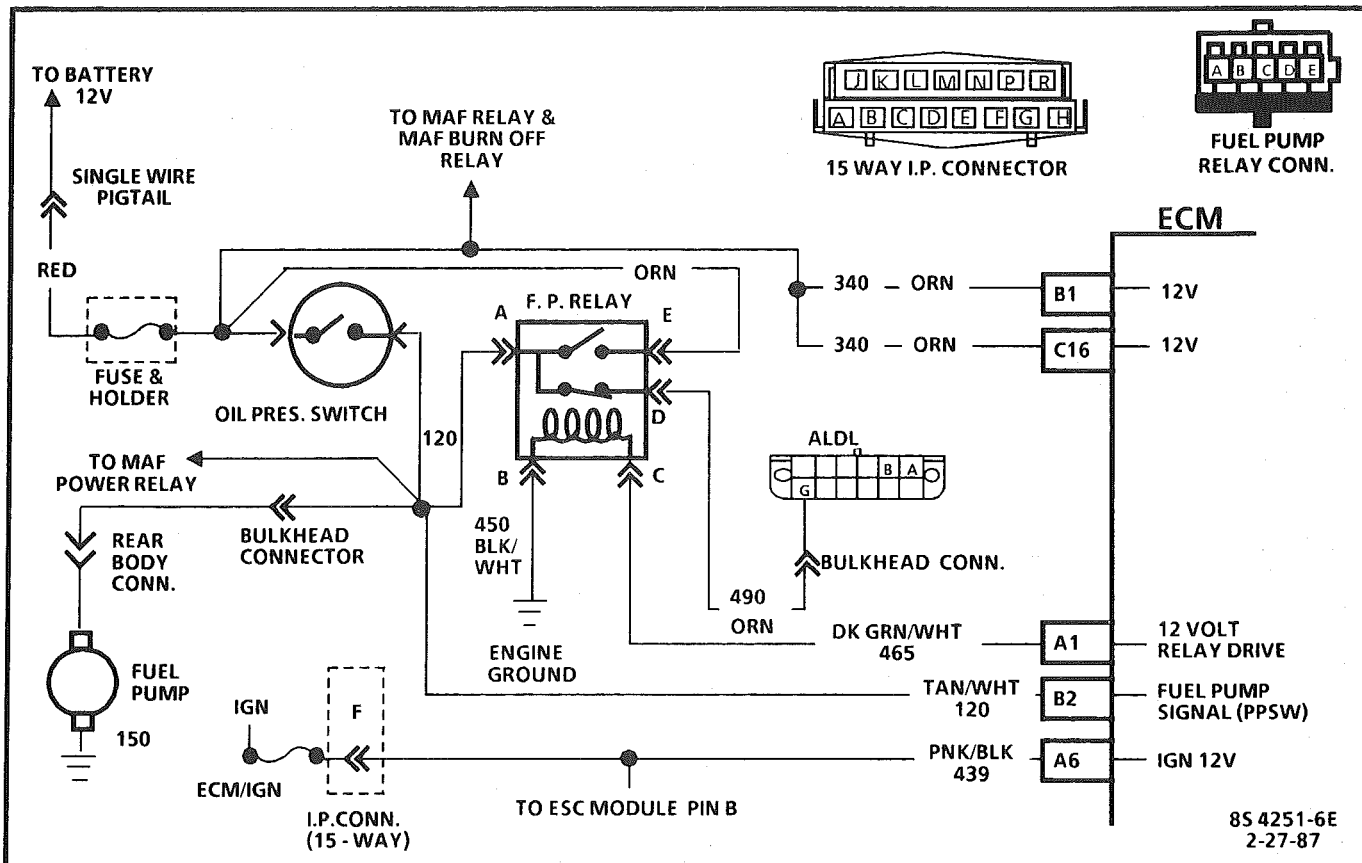 TO BATTERY
12V
SINGLE WIRE
PIGTAIL
RED
FUSE &
HOLDER
TO MAF RELAY &
MAF BURN OFF
RELAY
OIL PRES. SWITCH
ORN
F. P. RELAY
A
E
D
B
C
J K L M N P R
A B C D E F G H
15 WAY I.P. CONNECTOR
A B C D E
FUEL PUMP
RELAY CONN.
ECM
340 ORN
B1
12V
340 ORN
C16
12V
120
TO MAF
POWER RELAY
REAR
BODY
CONN.
BULKHEAD
CONNECTOR
450
BLK/
WHT
ENGINE
GROUND
ALDL
B A
G
BULKHEAD CONN.
490
ORN
DK GRN/WHT
465
A1
12 VOLT
RELAY DRIVE
TAN/WHT
120
B2
FUEL PUMP
SIGNAL (PPSW)
PNK/BLK
439
A6
IGN 12V
FUEL
PUMP
150
IGN
ECM/IGN
F
I.P.CONN.
(15 - WAY)
TO ESC MODULE PIN B
8S 4251-6E
2-27-87